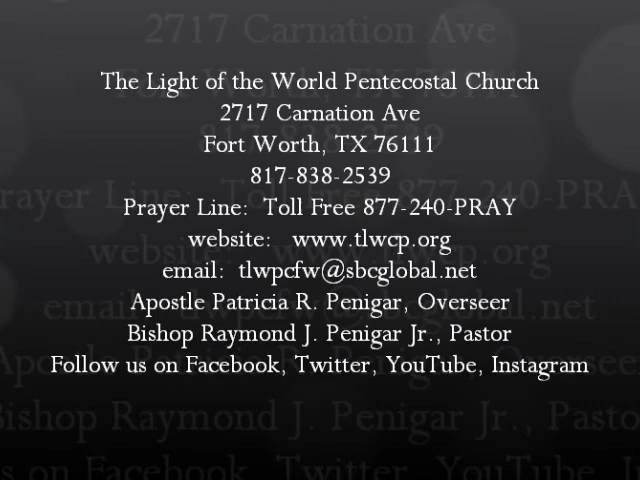 The Light of the World Pentecostal Church
2717 Carnation Ave
Fort Worth, TX 76111
817-838-2539
Prayer Line:  Toll Free 877-240-PRAY
website:   www.tlwcp.org
email:  tlwpcfw@sbcglobal.net
Apostle Patricia R. Penigar, Overseer
Bishop Raymond J. Penigar Jr., Pastor
Follow us on Facebook, Twitter, YouTube, Instagram